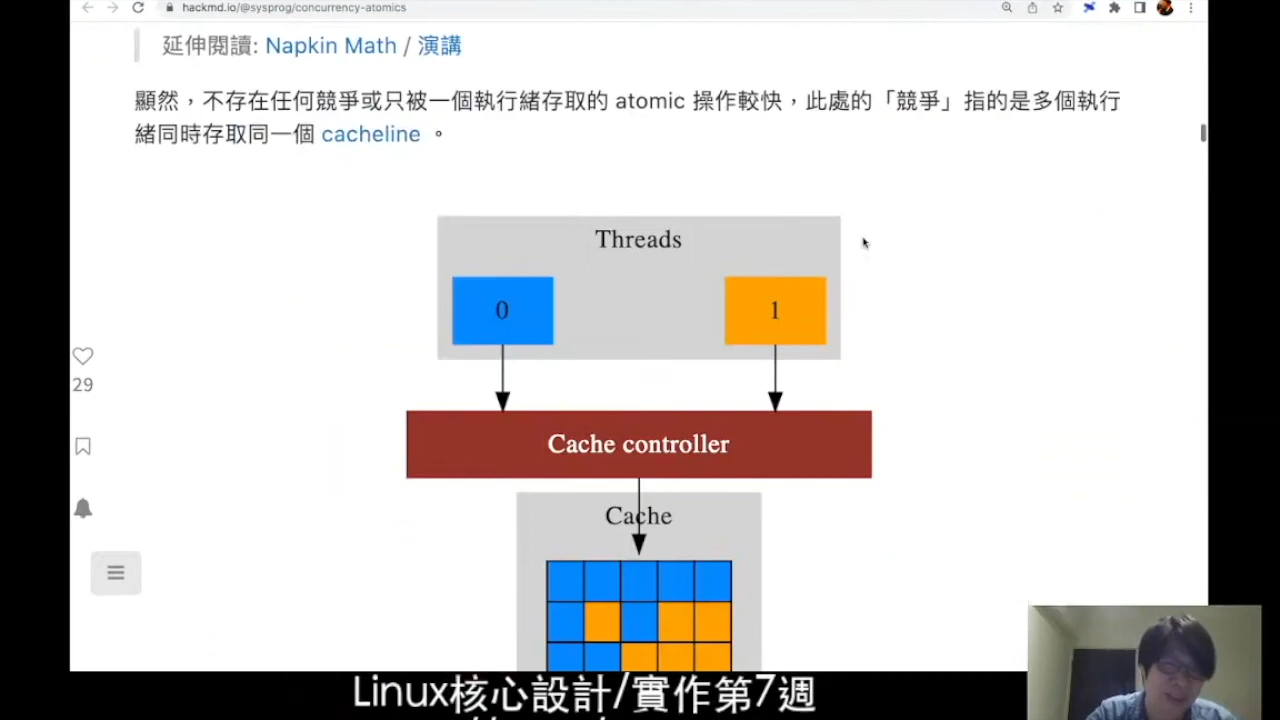 hackmd.io/@sysprog/concurrency-atomics
延伸閱讀: Napkin Math / 演講
顯然，不存在任何競爭或只被一個執行緒存取的 atomic 操作較快，此處的「競爭」指的是多個執行
緒同時存取同一個 cacheline 。
Threads
0
1
Cache controller
29
Cache
Linux核心設計/實作第7週